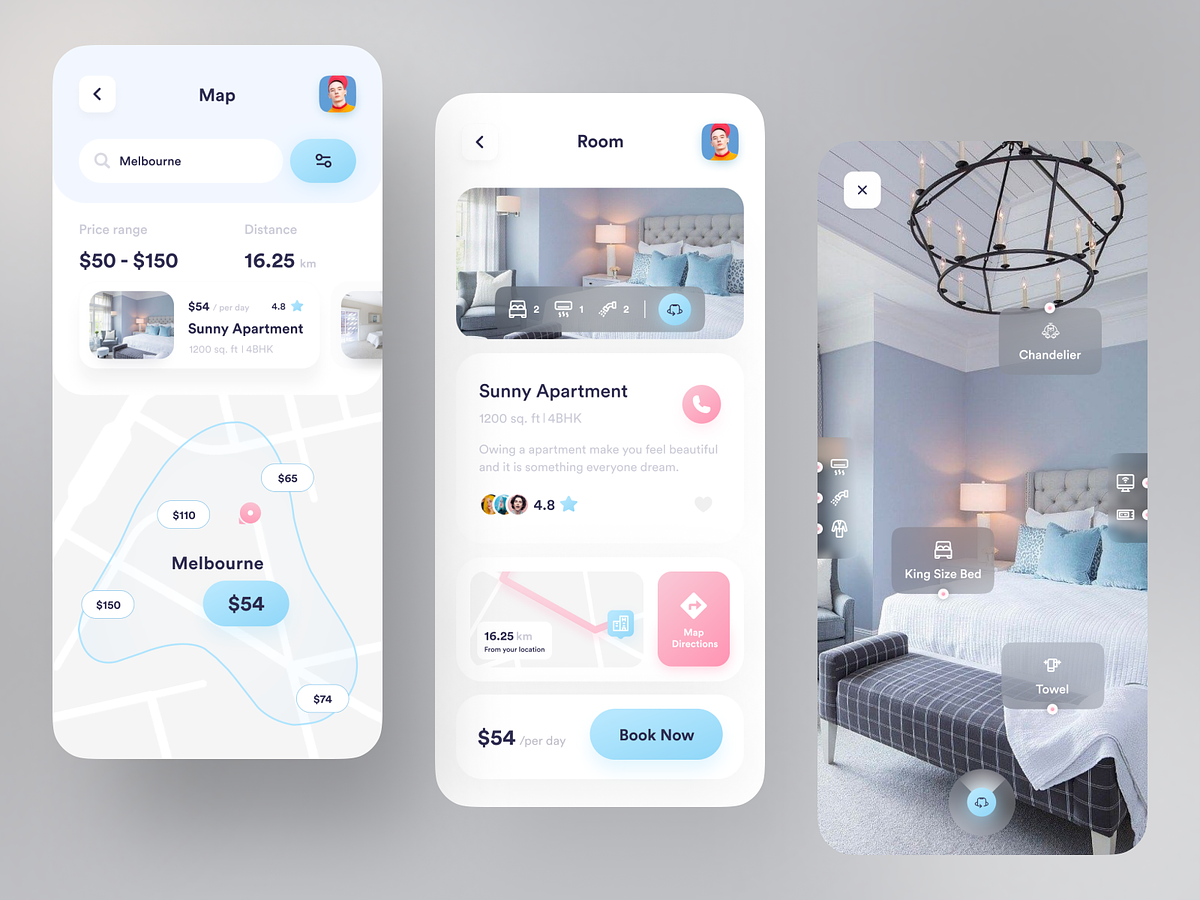 Map
Melbourne
Price range
Distance
$50 - $150
16.25 km
$54 / per day
4.8
Sunny Apartment
1200 sq. ft | 4BHK
$65
$110
Melbourne
$150
$54
$74
Room
2
1
2
Sunny Apartment
1200 sq. ft | 4BHK
Owing a apartment make you feel beautiful
and it is something everyone dream.
4.8
16.25 km
From your location
Map
Directions
$54 /per day
Book Now
Chandelier
King Size Bed
Towel